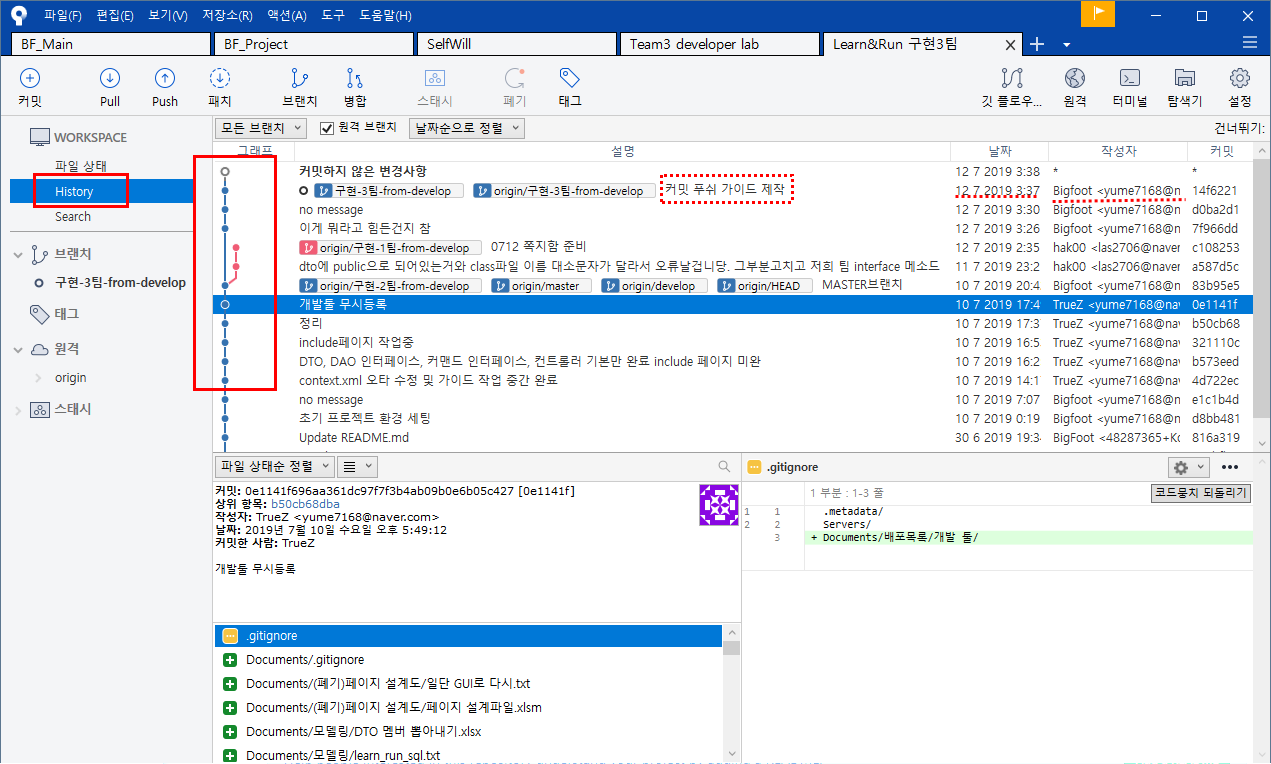 파일(F) 편집(E) 보기(V) 저장소(R) 액션(A) 도구 도움말(H)
BF_Main BF_Project SelfWill Team3 developer lab Learn&Run 구현3팀
커밋 Pull Push 패치 브랜치 병합 스태시 폐기 태그 깃 플로우... 원격 터미널 탐색기 설정
WORKSPACE
파일 상태
History
Search
브랜치
구현-3팀-from-develop
태그
원격
origin
스태시
모든 브랜치 원격 브랜치 날짜순으로 정렬 건너뛰기:
그래프 설명 날짜 작성자 커밋
커밋하지 않은 변경사항 12 7 2019 3:38 * *
구현-3팀-from-develop origin/구현-3팀-from-develop 커밋 푸쉬 가이드 제작 12 7 2019 3:37 Bigfoot <yume7168@n 14f6221
no message 12 7 2019 3:30 Bigfoot <yume7168@n d0ba2d1
이게 뭐라고 힘든건지 참 12 7 2019 3:26 Bigfoot <yume7168@n 7f966dd
origin/구현-1팀-from-develop 0712 쪽지함 준비 12 7 2019 2:35 hak00 <las2706@naver c108253
dto에 public으로 되어있는거와 class파일 이름 대소문자가 달라서 오류날겁니당. 그부분고치고 저희 팀 interface 메소드 11 7 2019 23:2 hak00 <las2706@naver a587d5c
origin/구현-2팀-from-develop origin/master origin/develop origin/HEAD MASTER브랜치 10 7 2019 20:4 Bigfoot <yume7168@n 83b95e5
개발툴 무시등록 10 7 2019 17:4 TrueZ <yume7168@nav 0e1141f
정리 10 7 2019 17:3 TrueZ <yume7168@nav b50cb68
include페이지 작업중 10 7 2019 16:5 TrueZ <yume7168@nav 321110c
DTO, DAO 인터페이스, 커맨드 인터페이스, 컨트롤러 기본만 완료 include 페이지 미완 10 7 2019 16:2 TrueZ <yume7168@nav b573eed
context.xml 오타 수정 및 가이드 작업 중간 완료 10 7 2019 14:1 TrueZ <yume7168@nav 4d722ec
no message 10 7 2019 7:07 Bigfoot <yume7168@n e1c1b4d
초기 프로젝트 환경 세팅 10 7 2019 0:19 Bigfoot <yume7168@n d8bb481
Update README.md 30 6 2019 19:3 BigFoot <48287365+Kc 816a319
파일 상태순 정렬
커밋: 0e1141f696aa361dc97f7f3b4ab09b0e6b05c427 [0e1141f]
상위 항목: b50cb68dba
작성자: TrueZ <yume7168@naver.com>
날짜: 2019년 7월 10일 수요일 오후 5:49:12
커밋한 사람: TrueZ
개발툴 무시등록
.gitignore
Documents/.gitignore
Documents/(폐기)페이지 설계도/일단 GUI로 다시.txt
Documents/(폐기)페이지 설계도/페이지 설계파일.xlsm
Documents/모델링/DTO 멤버 뽑아내기.xlsx
Documents/모델링/learn_run_sql.txt
.gitignore
1 부분 : 1-3 줄 코드뭉치 되돌리기
1 1 .metadata/
2 2 Servers/
3 + Documents/배포목록/개발 툴/